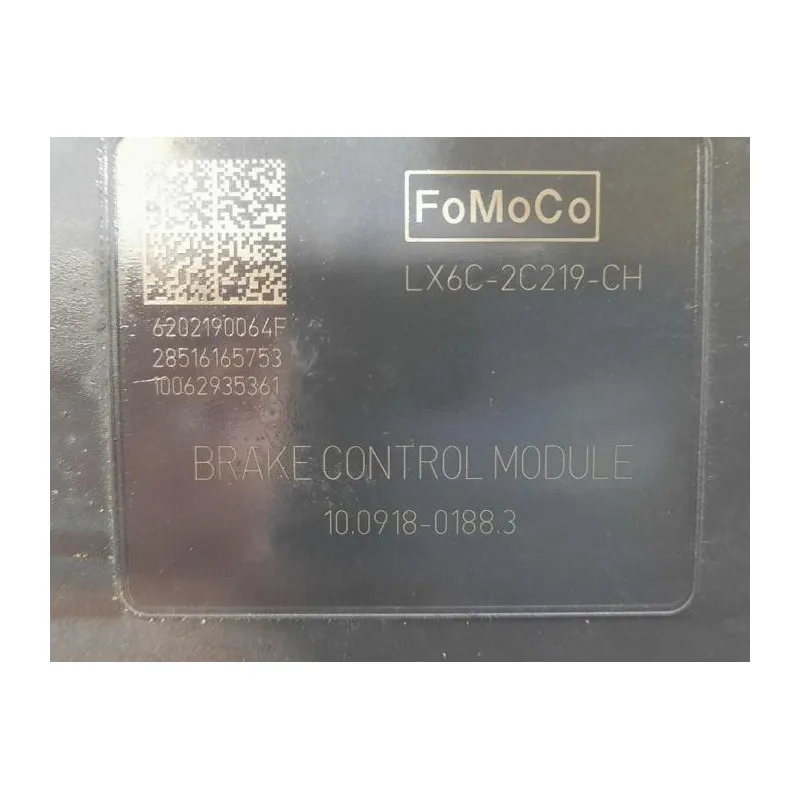 FoMoCo
LX6C-2C219-CH
6202190064F
28516165753
10062935361
BRAKE CONTROL MODULE
10.0918-0188.3